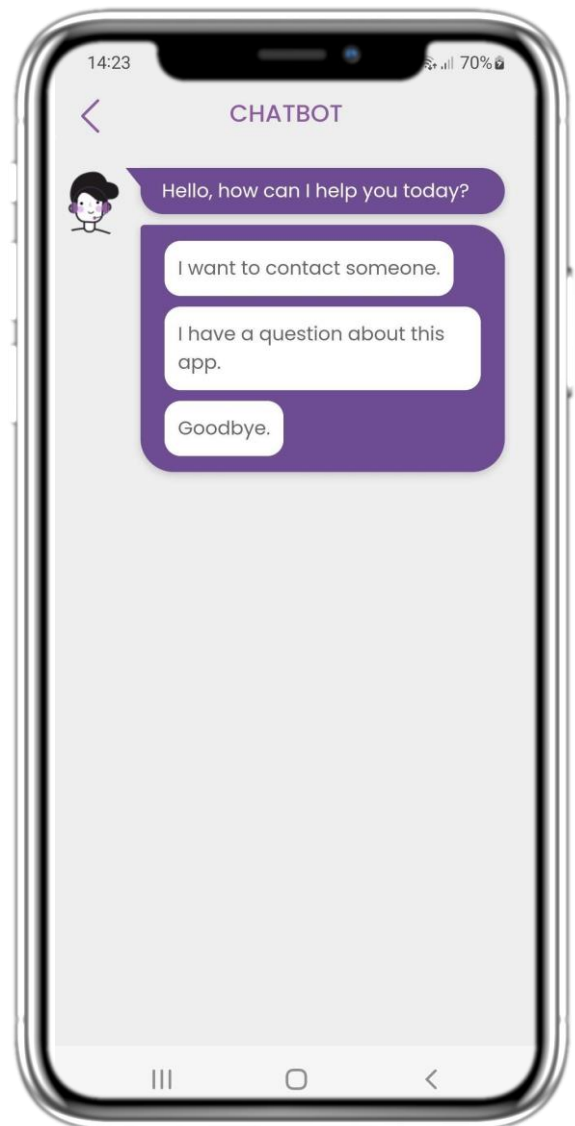 14:23
70%
CHATBOT
Hello, how can I help you today?
I want to contact someone.
I have a question about this
app.
Goodbye.